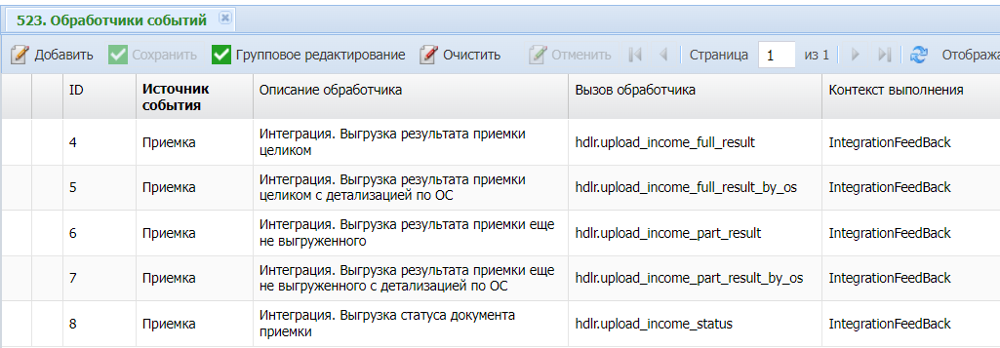 523. Обработчики событий
Добавить Сохранить Групповое редактирование Очистить Отменить Страница 1 из 1 Отобража
ID Источник события Описание обработчика Вызов обработчика Контекст выполнения
4 Приемка Интеграция. Выгрузка результата приемки целиком hdlr.upload_income_full_result IntegrationFeedBack
5 Приемка Интеграция. Выгрузка результата приемки целиком с детализацией по ОС hdlr.upload_income_full_result_by_os IntegrationFeedBack
6 Приемка Интеграция. Выгрузка результата приемки еще не выгруженного hdlr.upload_income_part_result IntegrationFeedBack
7 Приемка Интеграция. Выгрузка результата приемки еще не выгруженного с детализацией по ОС hdlr.upload_income_part_result_by_os IntegrationFeedBack
8 Приемка Интеграция. Выгрузка статуса документа приемки hdlr.upload_income_status IntegrationFeedBack